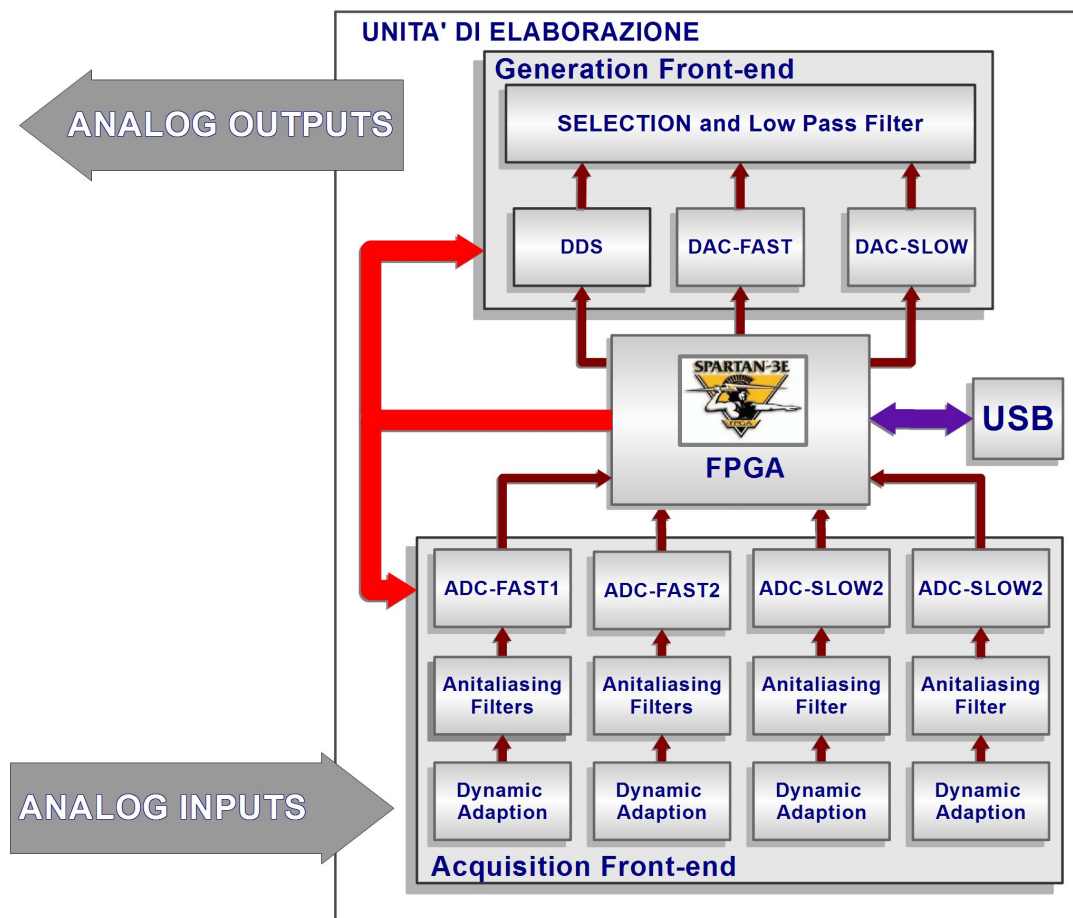 UNITA' DI ELABORAZIONE
Generation Front-end
ANALOG OUTPUTS
SELECTION and Low Pass Filter
DDS
DAC-FAST
DAC-SLOW
SPARTAN-3E
FPGA
FPGA
USB
ADC-FAST1
ADC-FAST2
ADC-SLOW2
ADC-SLOW2
Anitaliasing
Filters
Anitaliasing
Filters
Anitaliasing
Filter
Anitaliasing
Filter
ANALOG INPUTS
Dynamic
Adaption
Dynamic
Adaption
Dynamic
Adaption
Dynamic
Adaption
Acquisition Front-end